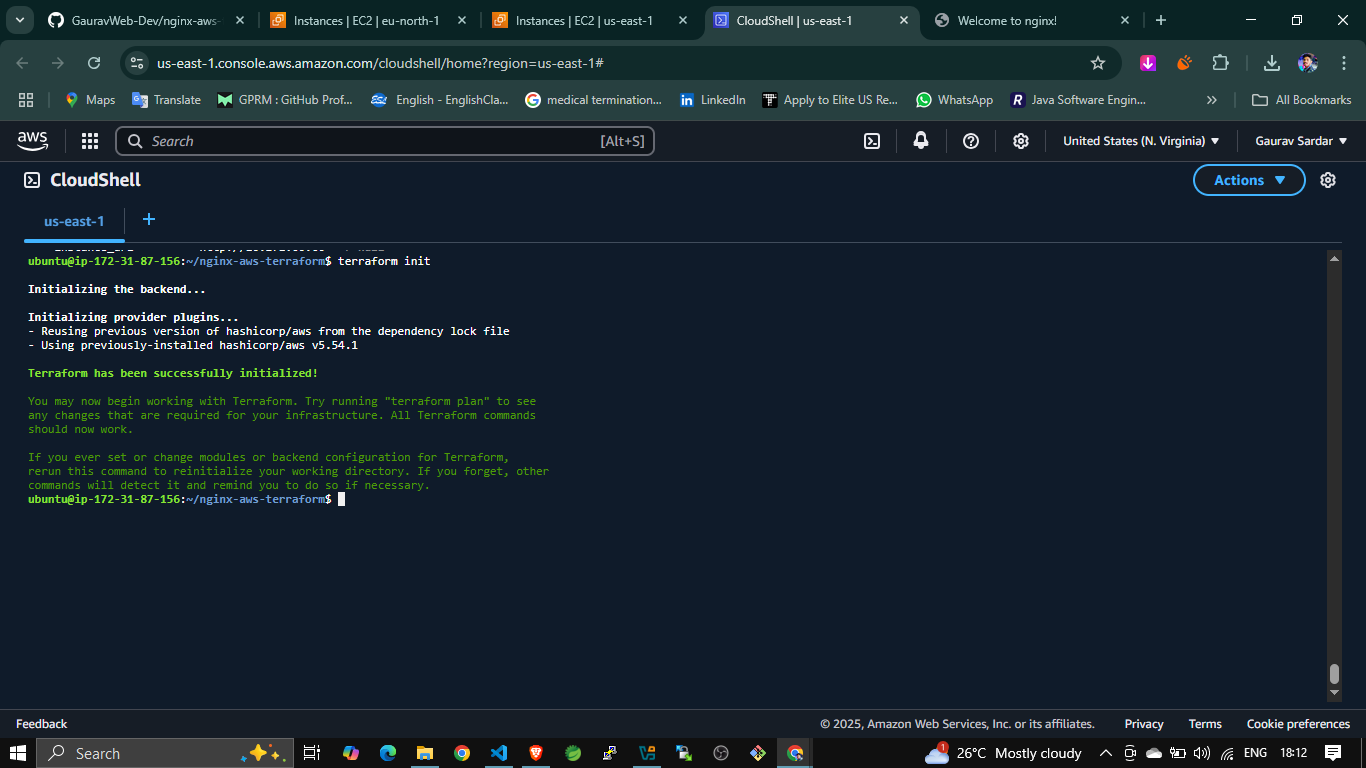 GauravWeb-Dev/nginx-aws-
Instances | EC2 | eu-north-1
Instances | EC2 | us-east-1
CloudShell | us-east-1
Welcome to nginx!
us-east-1.console.aws.amazon.com/cloudshell/home?region=us-east-1#
Maps
Translate
GPRM : GitHub Prof...
English - EnglishCla...
medical termination...
LinkedIn
Apply to Elite US Re...
WhatsApp
Java Software Engin...
All Bookmarks
aws
Search
[Alt+S]
United States (N. Virginia)
Gaurav Sardar
CloudShell
Actions
us-east-1
ubuntu@ip-172-31-87-156:~/nginx-aws-terraform$ terraform init
Initializing the backend...
Initializing provider plugins...
- Reusing previous version of hashicorp/aws from the dependency lock file
- Using previously-installed hashicorp/aws v5.54.1
Terraform has been successfully initialized!
You may now begin working with Terraform. Try running "terraform plan" to see
any changes that are required for your infrastructure. All Terraform commands
should now work.
If you ever set or change modules or backend configuration for Terraform,
rerun this command to reinitialize your working directory. If you forget, other
commands will detect it and remind you to do so if necessary.
ubuntu@ip-172-31-87-156:~/nginx-aws-terraform$
Feedback
© 2025, Amazon Web Services, Inc. or its affiliates.
Privacy
Terms
Cookie preferences
Search
1
26°C Mostly cloudy
ENG
18:12